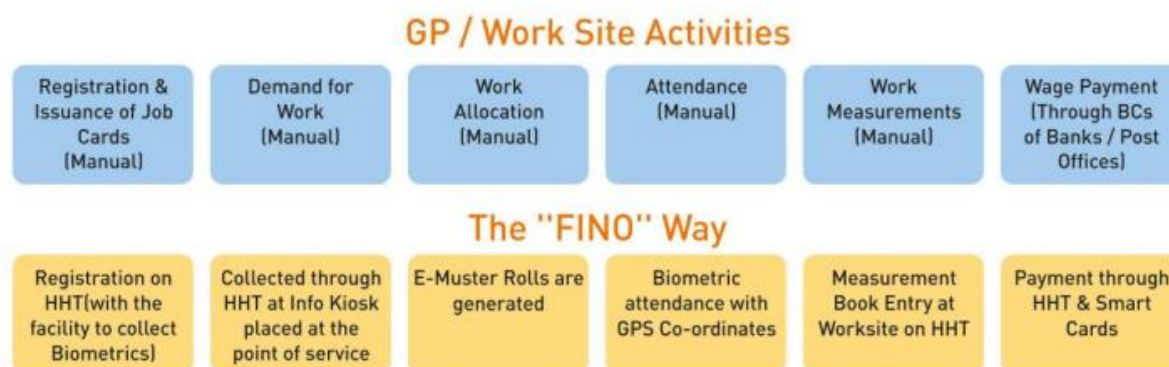 GP / Work Site Activities
Registration &
Issuance of Job
Cards
(Manual)
Demand for
Work
(Manual)
Work
Allocation
(Manual)
Attendance
(Manual)
Work
Measurements
(Manual)
Wage Payment
(Through BCs
of Banks / Post
Offices)
The "FINO" Way
Registration on
HHT(with the
facility to collect
Biometrics)
Collected through
HHT at Info Kiosk
placed at the
point of service
E-Muster Rolls are
generated
Biometric
attendance with
GPS Co-ordinates
Measurement
Book Entry at
Worksite on HHT
Payment through
HHT & Smart
Cards